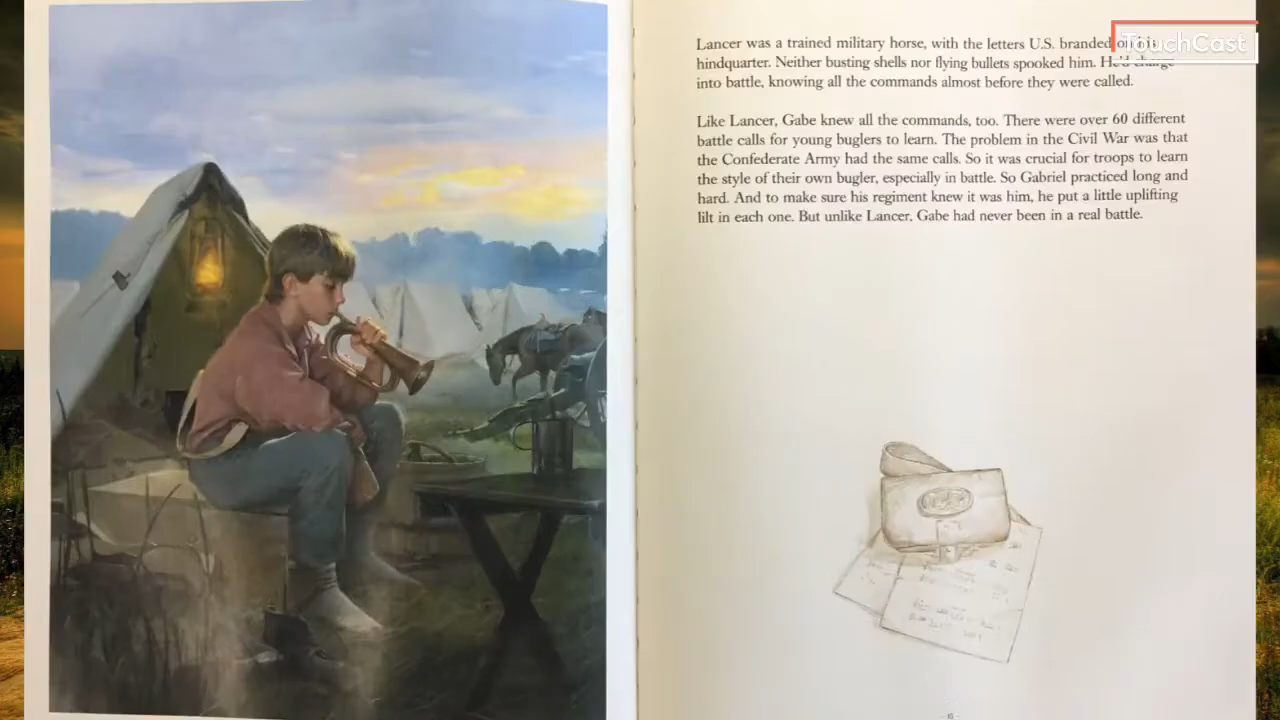 Lancer was a trained military horse, with the letters U.S. branded on his
TouchCast
hindquarter. Neither busting shells nor flying bullets spooked him. He'd charge
into battle, knowing all the commands almost before they were called.
Like Lancer, Gabe knew all the commands, too. There were over 60 different
battle calls for young buglers to learn. The problem in the Civil War was that
the Confederate Army had the same calls. So it was crucial for troops to learn
the style of their own bugler, especially in battle. So Gabriel practiced long and
hard. And to make sure his regiment knew it was him, he put a little uplifting
lilt in each one. But unlike Lancer, Gabe had never been in a real battle.